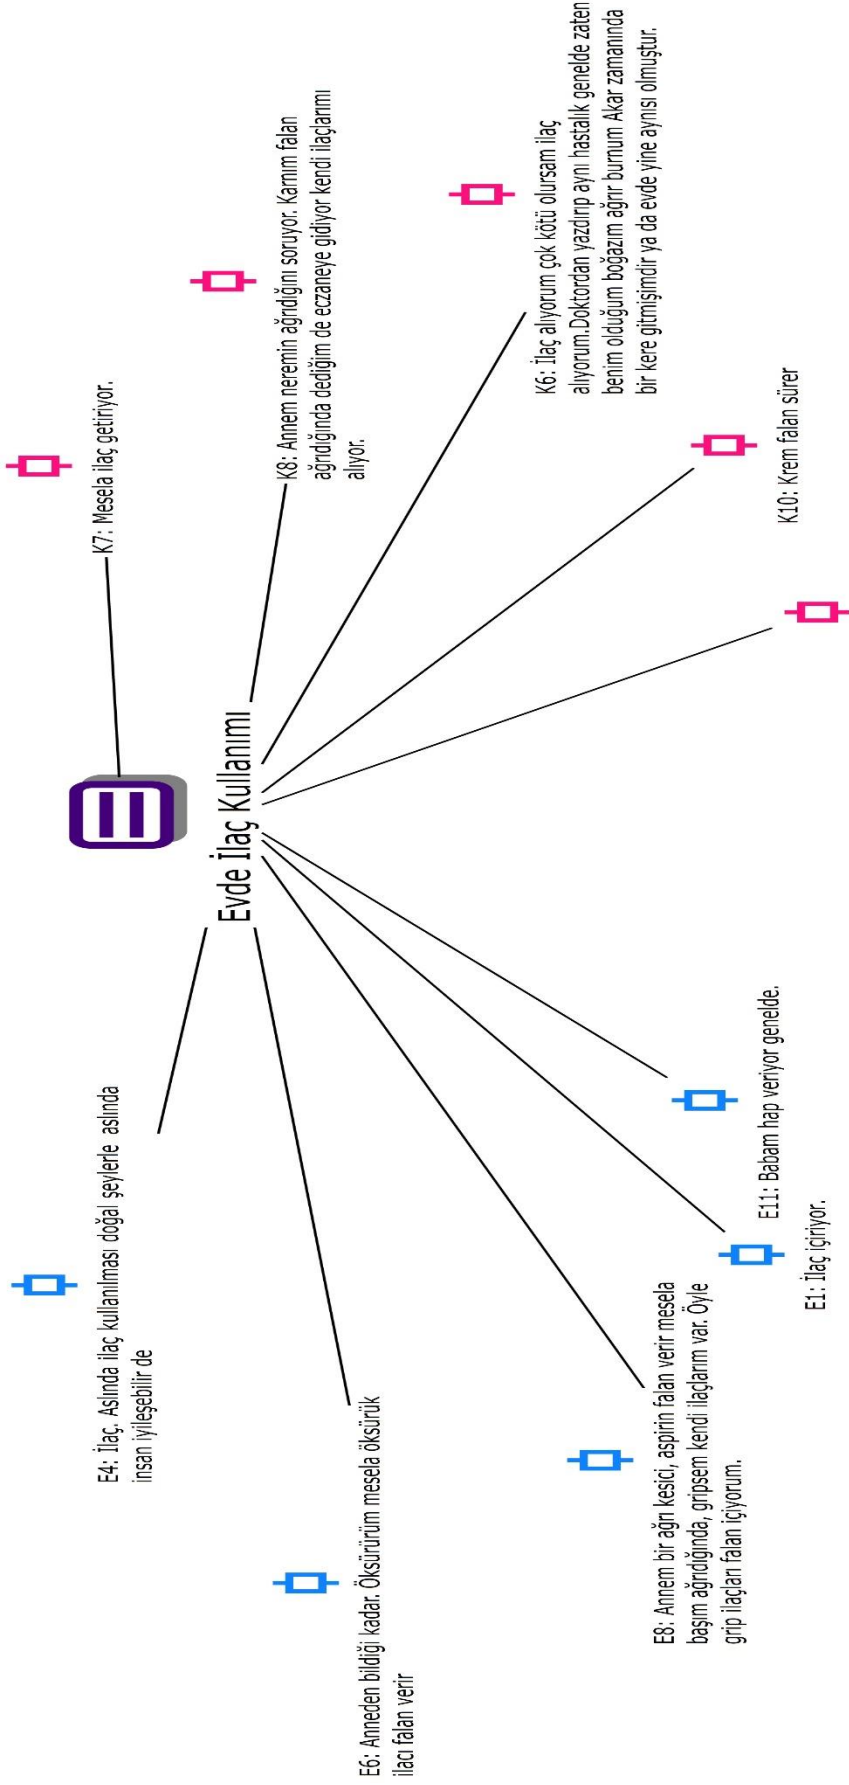 E4: İlaç. Aslında ilaç kullanılması doğal şeylerle aslında
insan iyileşebilir de
K7: Mesela ilaç getiriyor.
Evde İlaç Kullanımı
K8: Annem neremin ağrıdığını soruyor. Karnım falan
ağrıdığında dediğim de eczaneye gidiyor kendi ilaçlarımı
alıyor.
E6: Anneden bildiği kadar. Öksürürüm mesela öksürük
ilacı falan verir
K6: İlaç alıyorum çok kötü olursam ilaç
alıyorum.Doktordan yazdırıp aynı hastalık genelde zaten
benim olduğum boğazım ağrır burnum Akar zamanında
bir kere gitmişimdir ya da evde yine aynısı olmuştur.
E8: Annem bir ağrı kesici, aspirin falan verir mesela
başım ağrıdığında, gripsem kendi ilaçlarım var. Öyle
grip ilaçları falan içiyorum.
E11: Babam hap veriyor genelde.
E1: İlaç içiriyor.
K10: Krem falan sürer